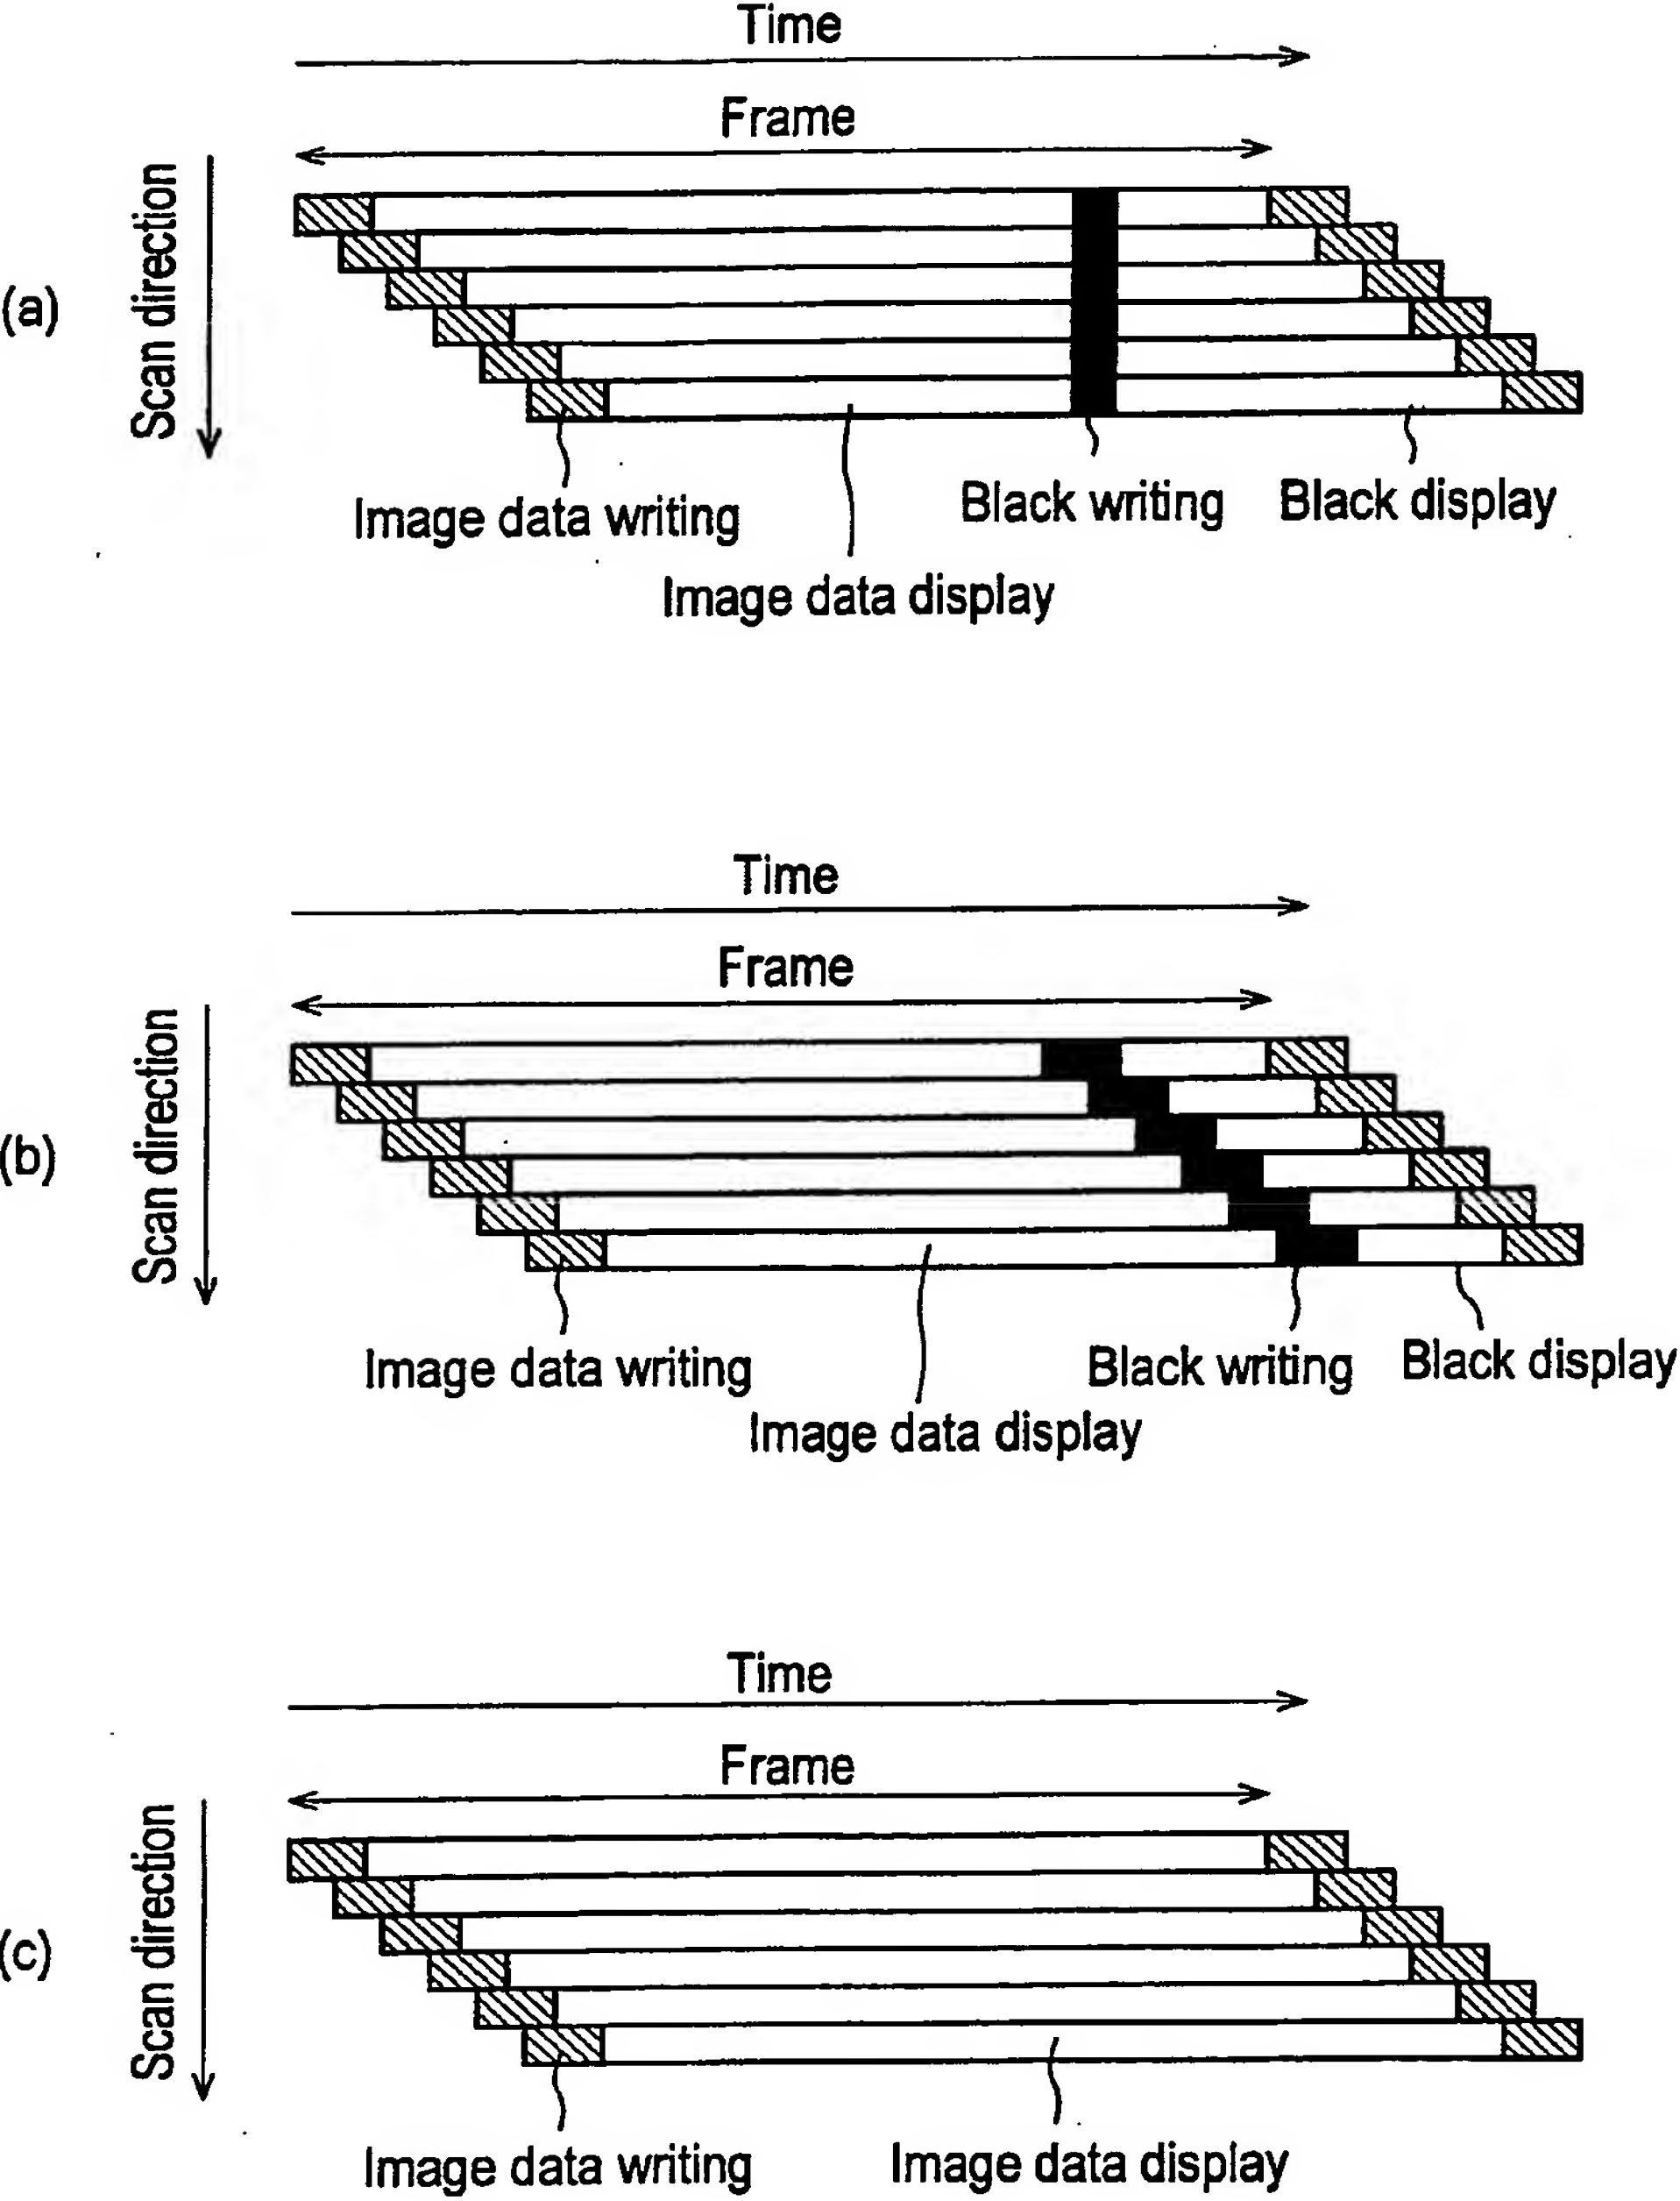 Time
Frame
Scan direction
(a)
Image data writing
Black writing
Black display
Image data display
Time
Frame
Scan direction
(b)
Image data writing
Black writing
Black display
Image data display
Time
Frame
Scan direction
(c)
Image data writing
Image data display